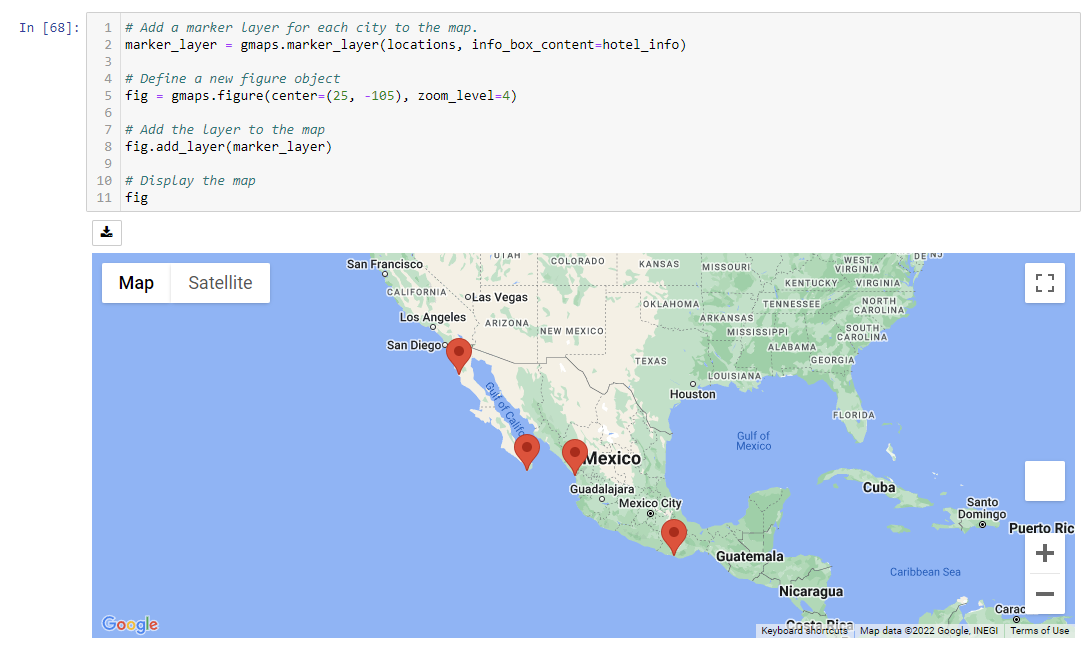 In [68]:
1 # Add a marker layer for each city to the map.
2 marker_layer = gmaps.marker_layer(locations, info_box_content=hotel_info)
3
4 # Define a new figure object
5 fig = gmaps.figure(center=(25, -105), zoom_level=4)
6
7 # Add the layer to the map
8 fig.add_layer(marker_layer)
9
10 # Display the map
11 fig
Map
Satellite
San Francisco
UTAH
COLORADO
KANSAS
MISSOURI
WEST
VIRGINIA
DE
NJ
KENTUCKY
VIRGINIA
CALIFORNIA
Las Vegas
OKLAHOMA
TENNESSEE
NORTH
CAROLINA
Los Angeles
ARIZONA
NEW MEXICO
ARKANSAS
MISSISSIPPI
SOUTH
CAROLINA
San Diego
ALABAMA
GEORGIA
TEXAS
LOUISIANA
Houston
Gulf of Califo
FLORIDA
Gulf of
Mexico
Mexico
Guadalajara
Mexico City
Cuba
Santo
Domingo
Puerto Ric
Guatemala
Caribbean Sea
Nicaragua
Carac
Costa Rica
Google
Keyboard shortcuts
Map data ©2022 Google, INEGI
Terms of Use